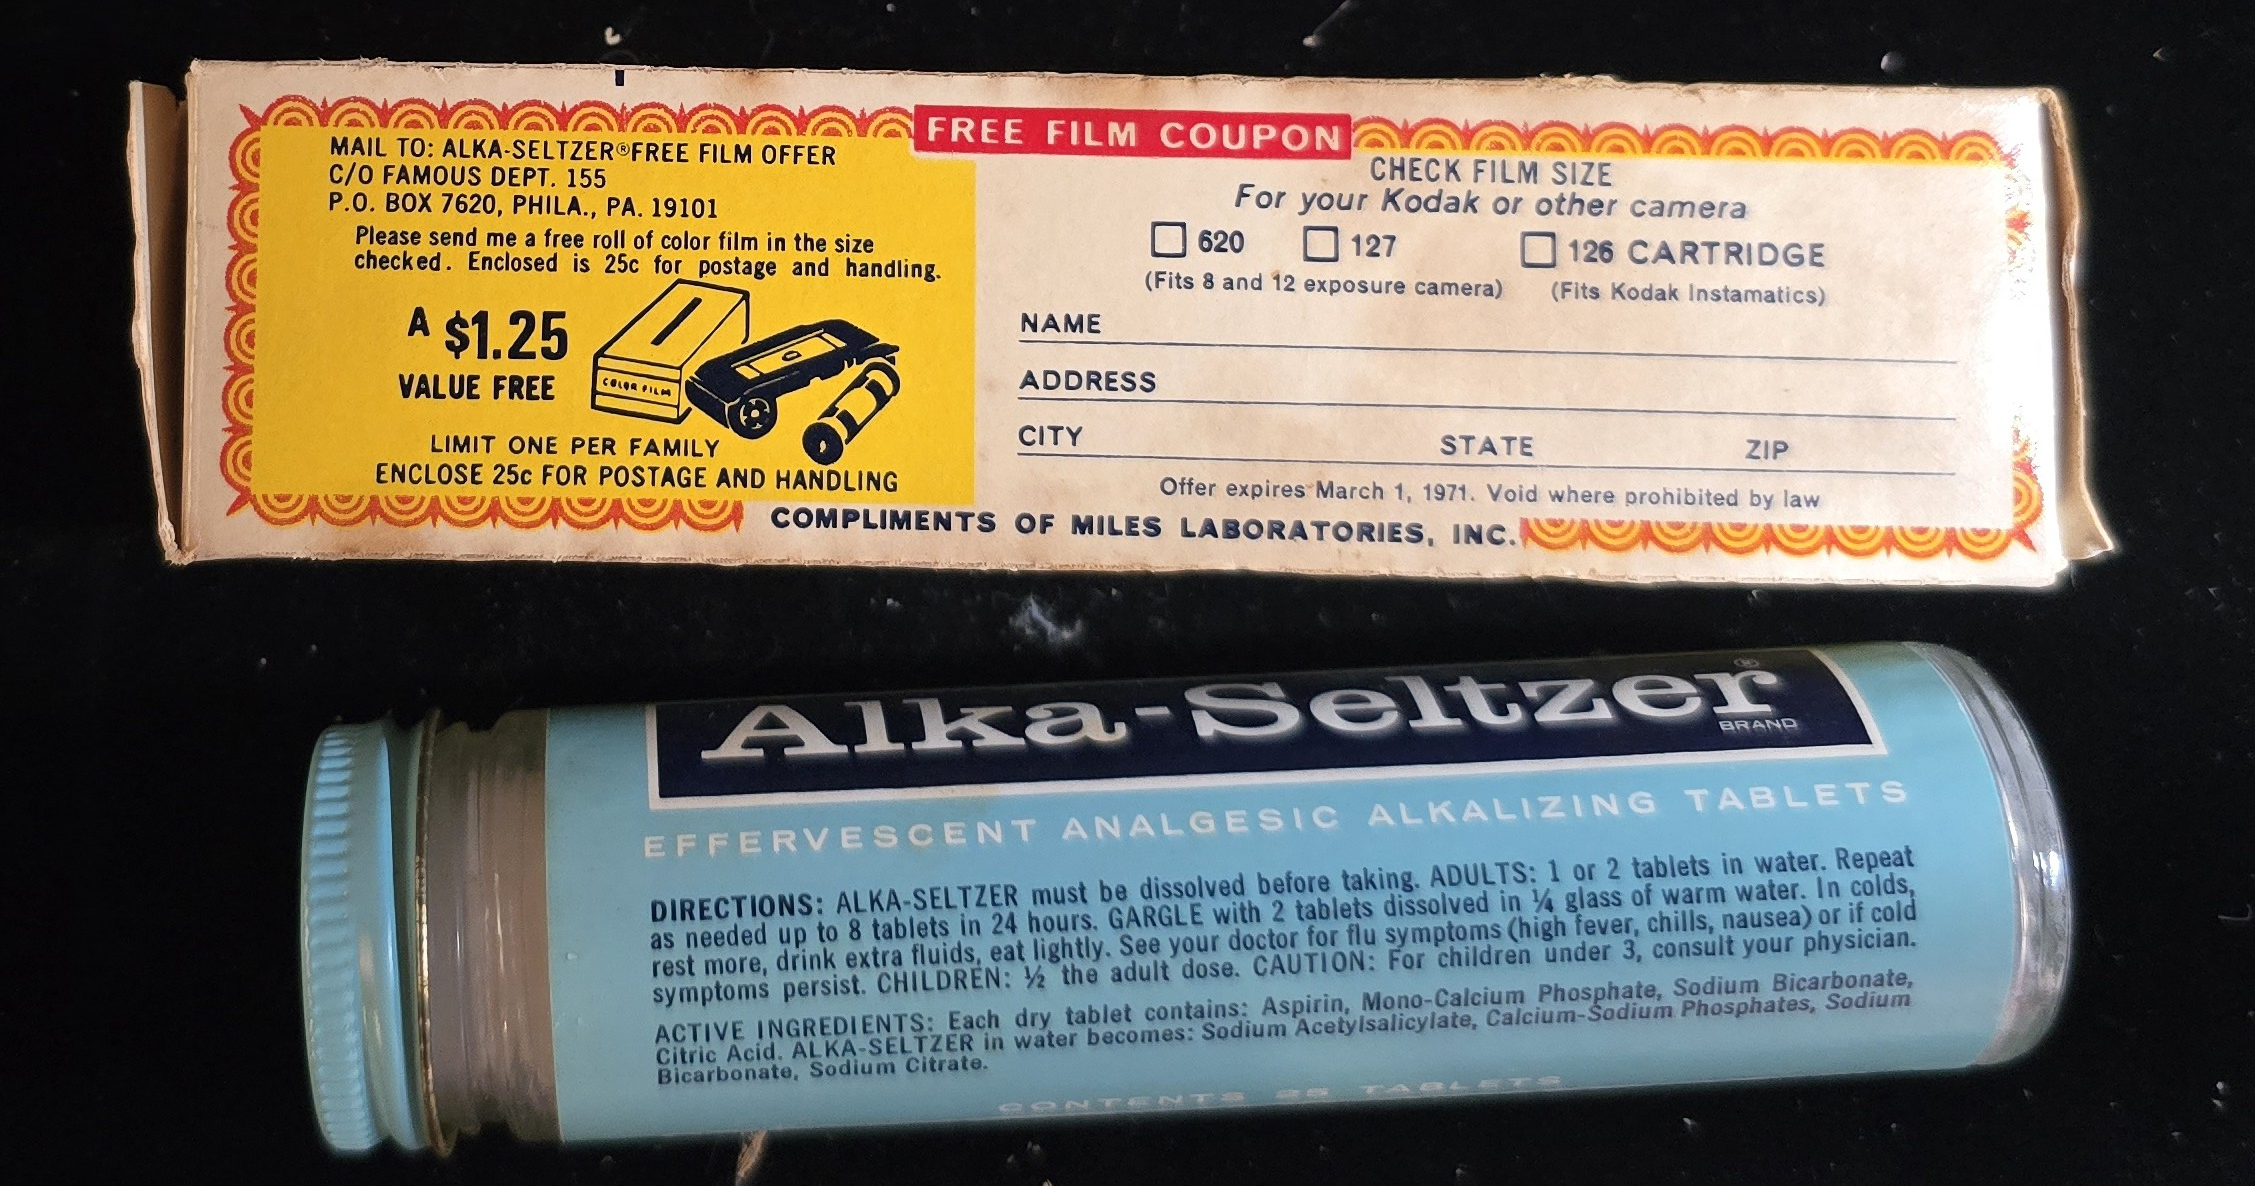 FREE FILM COUPON
MAIL TO: ALKA-SELTZER® FREE FILM OFFER
C/O FAMOUS DEPT. 155
P.O. BOX 7620, PHILA., PA. 19101
Please send me a free roll of color film in the size
checked. Enclosed is 25c for postage and handling.
A $1.25
VALUE FREE
COLOR FILM
LIMIT ONE PER FAMILY
ENCLOSE 25c FOR POSTAGE AND HANDLING
CHECK FILM SIZE
For your Kodak or other camera
620 127 126 CARTRIDGE
(Fits 8 and 12 exposure camera) (Fits Kodak Instamatics)
NAME
ADDRESS
CITY STATE ZIP
Offer expires March 1, 1971. Void where prohibited by law
COMPLIMENTS OF MILES LABORATORIES, INC.
Alka-Seltzer®
BRAND
EFFERVESCENT ANALGESIC ALKALIZING TABLETS
DIRECTIONS: ALKA-SELTZER must be dissolved before taking. ADULTS: 1 or 2 tablets in water. Repeat
as needed up to 8 tablets in 24 hours. GARGLE with 2 tablets dissolved in ¼ glass of warm water. In colds,
rest more, drink extra fluids, eat lightly. See your doctor for flu symptoms (high fever, chills, nausea) or if cold
symptoms persist. CHILDREN: ½ the adult dose. CAUTION: For children under 3, consult your physician.
ACTIVE INGREDIENTS: Each dry tablet contains: Aspirin, Mono-Calcium Phosphate, Sodium Bicarbonate,
Citric Acid. ALKA-SELTZER in water becomes: Sodium Acetylsalicylate, Calcium-Sodium Phosphates, Sodium
Bicarbonate, Sodium Citrate.
CONTENTS 25 TABLETS